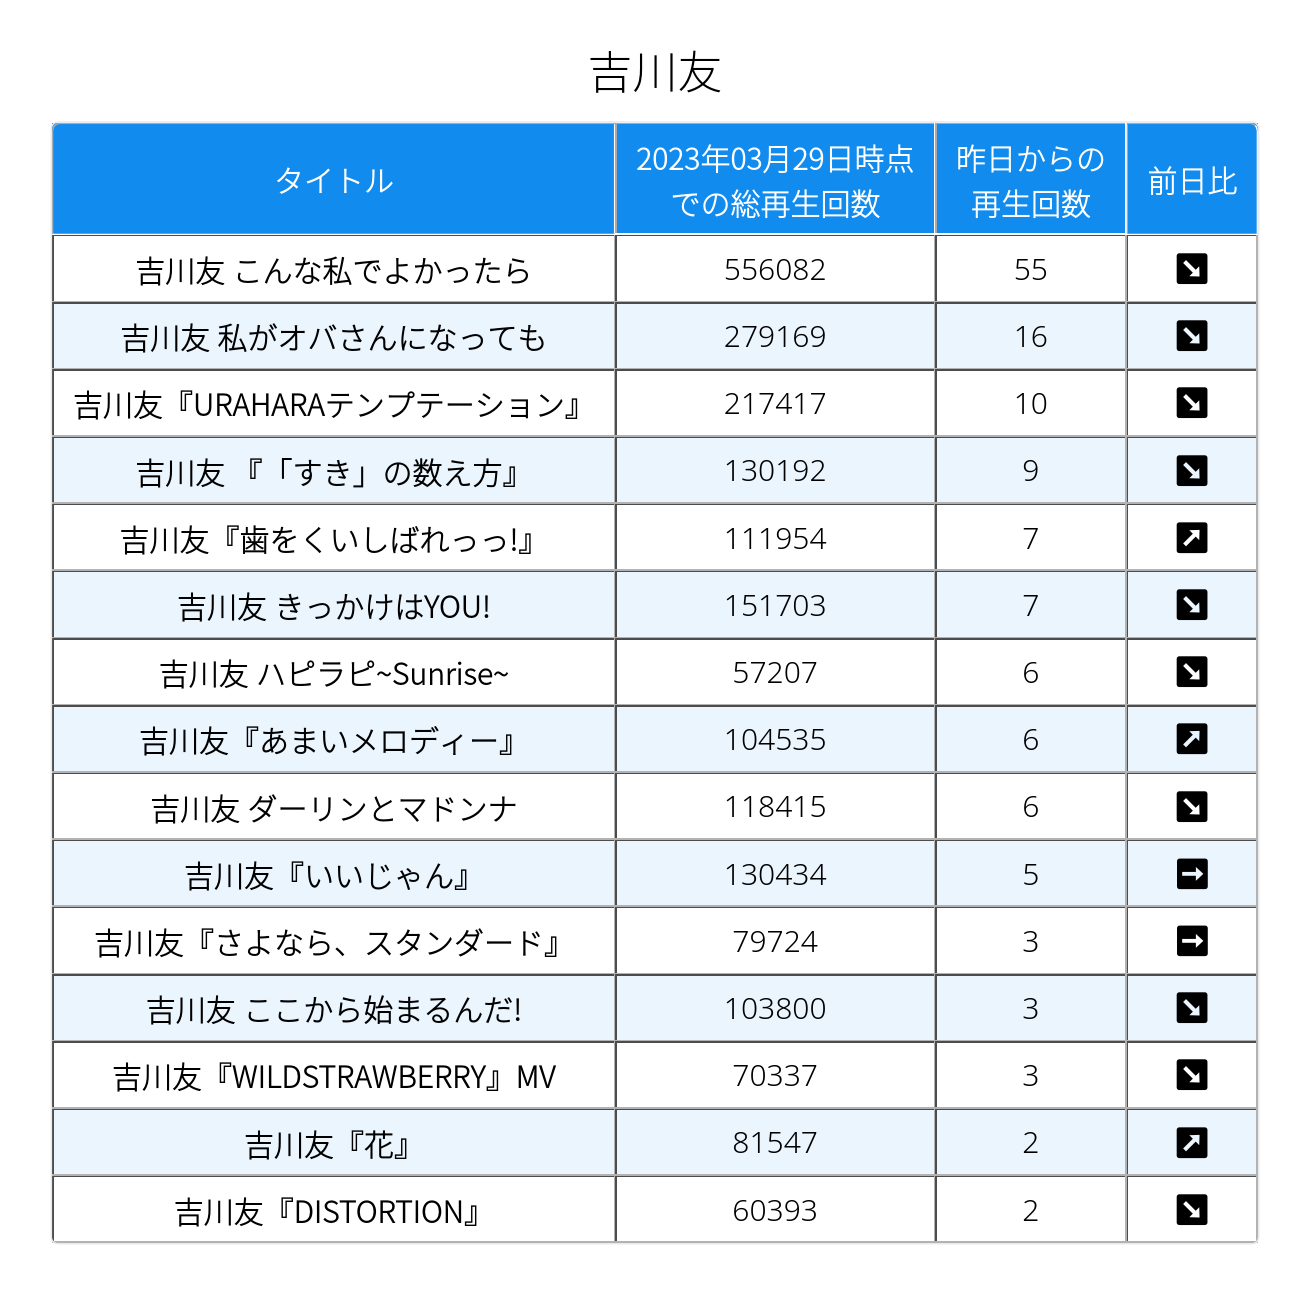 吉川友
タイトル
2023年03月29日時点
での総再生回数
昨日からの
再生回数
前日比
吉川友 こんな私でよかったら 556082 55 ↘
吉川友 私がオバさんになっても 279169 16 ↘
吉川友『URAHARAテンプテーション』 217417 10 ↘
吉川友 『「すき」の数え方』 130192 9 ↘
吉川友『歯をくいしばれっっ!』 111954 7 ↗
吉川友 きっかけはYOU! 151703 7 ↘
吉川友 ハピラピ~Sunrise~ 57207 6 ↘
吉川友『あまいメロディー』 104535 6 ↗
吉川友 ダーリンとマドンナ 118415 6 ↘
吉川友『いいじゃん』 130434 5 →
吉川友『さよなら、スタンダード』 79724 3 →
吉川友 ここから始まるんだ! 103800 3 ↘
吉川友『WILDSTRAWBERRY』MV 70337 3 ↘
吉川友『花』 81547 2 ↗
吉川友『DISTORTION』 60393 2 ↘